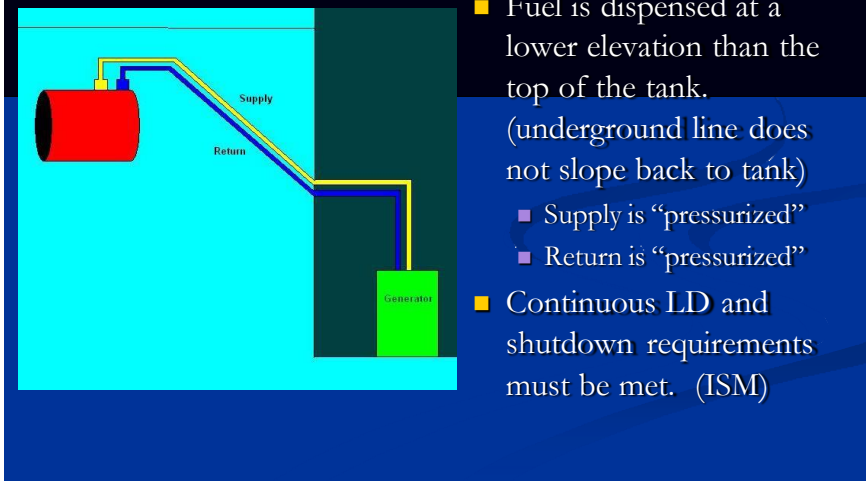 Supply
Return
Generator
Fuel is dispensed at a
lower elevation than the
top of the tank.
(underground line does
not slope back to tank)
Supply is “pressurized”
Return is “pressurized”
Continuous LD and
shutdown requirements
must be met. (ISM)